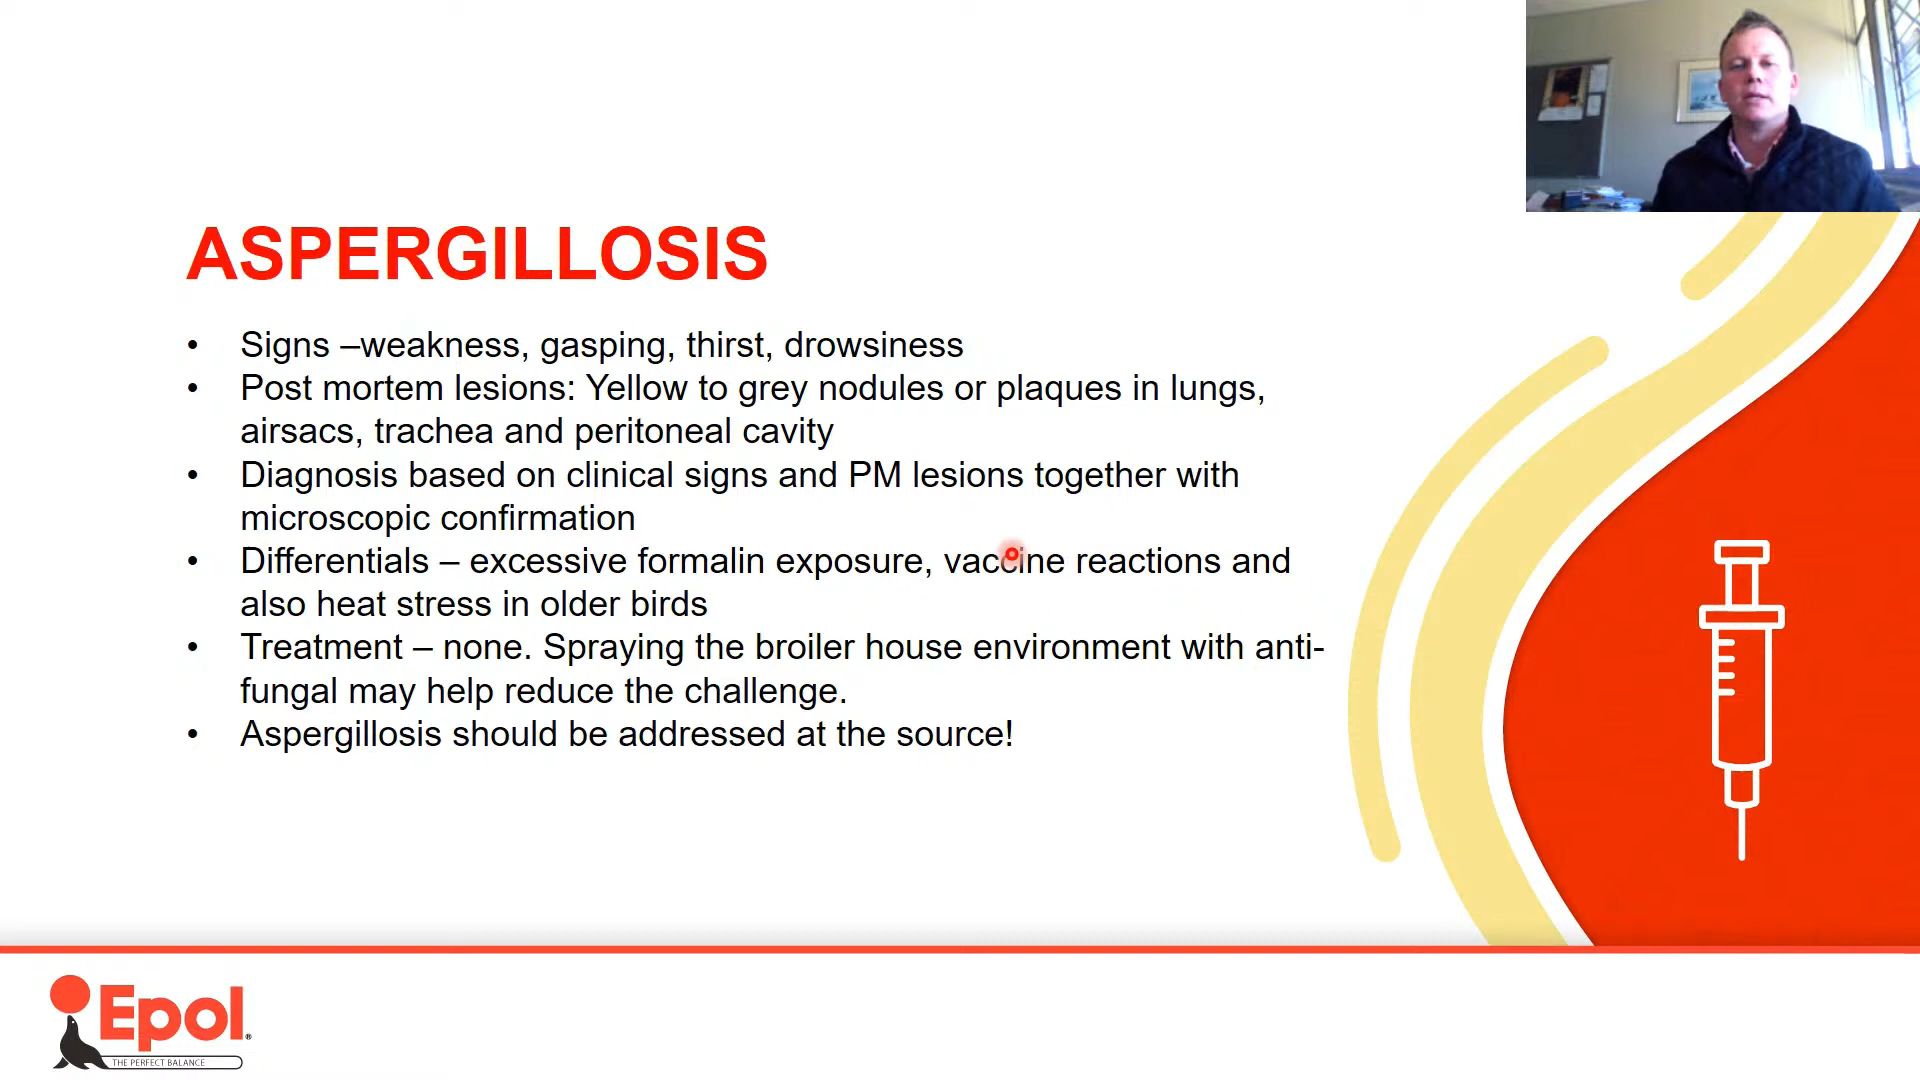 ASPERGILLOSIS
• Signs –weakness, gasping, thirst, drowsiness
• Post mortem lesions: Yellow to grey nodules or plaques in lungs,
airsacs, trachea and peritoneal cavity
• Diagnosis based on clinical signs and PM lesions together with
microscopic confirmation
• Differentials – excessive formalin exposure, vaccine reactions and
also heat stress in older birds
• Treatment – none. Spraying the broiler house environment with anti-
fungal may help reduce the challenge.
• Aspergillosis should be addressed at the source!
Epol®
THE PERFECT BALANCE